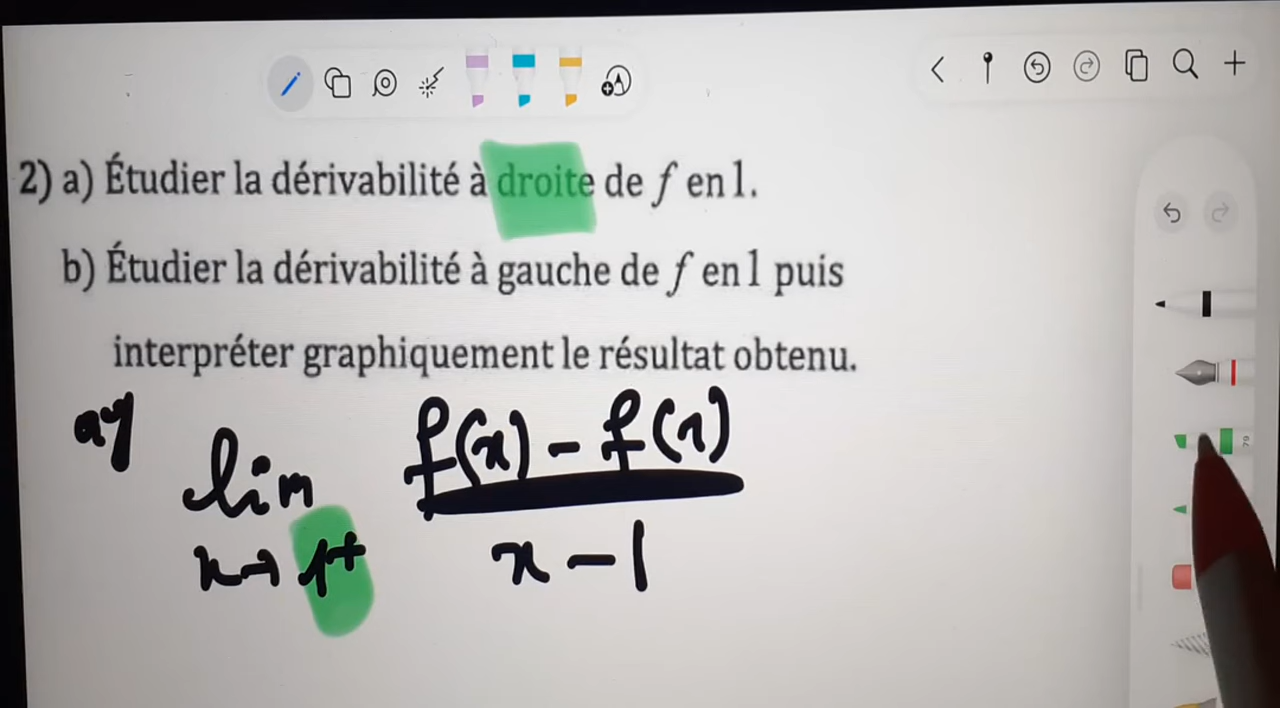 2) a) Étudier la dérivabilité à droite de f en 1.
b) Étudier la dérivabilité à gauche de f en 1 puis
interpréter graphiquement le résultat obtenu.
a) lim f(x) - f(1)
x→1+ x-1
79